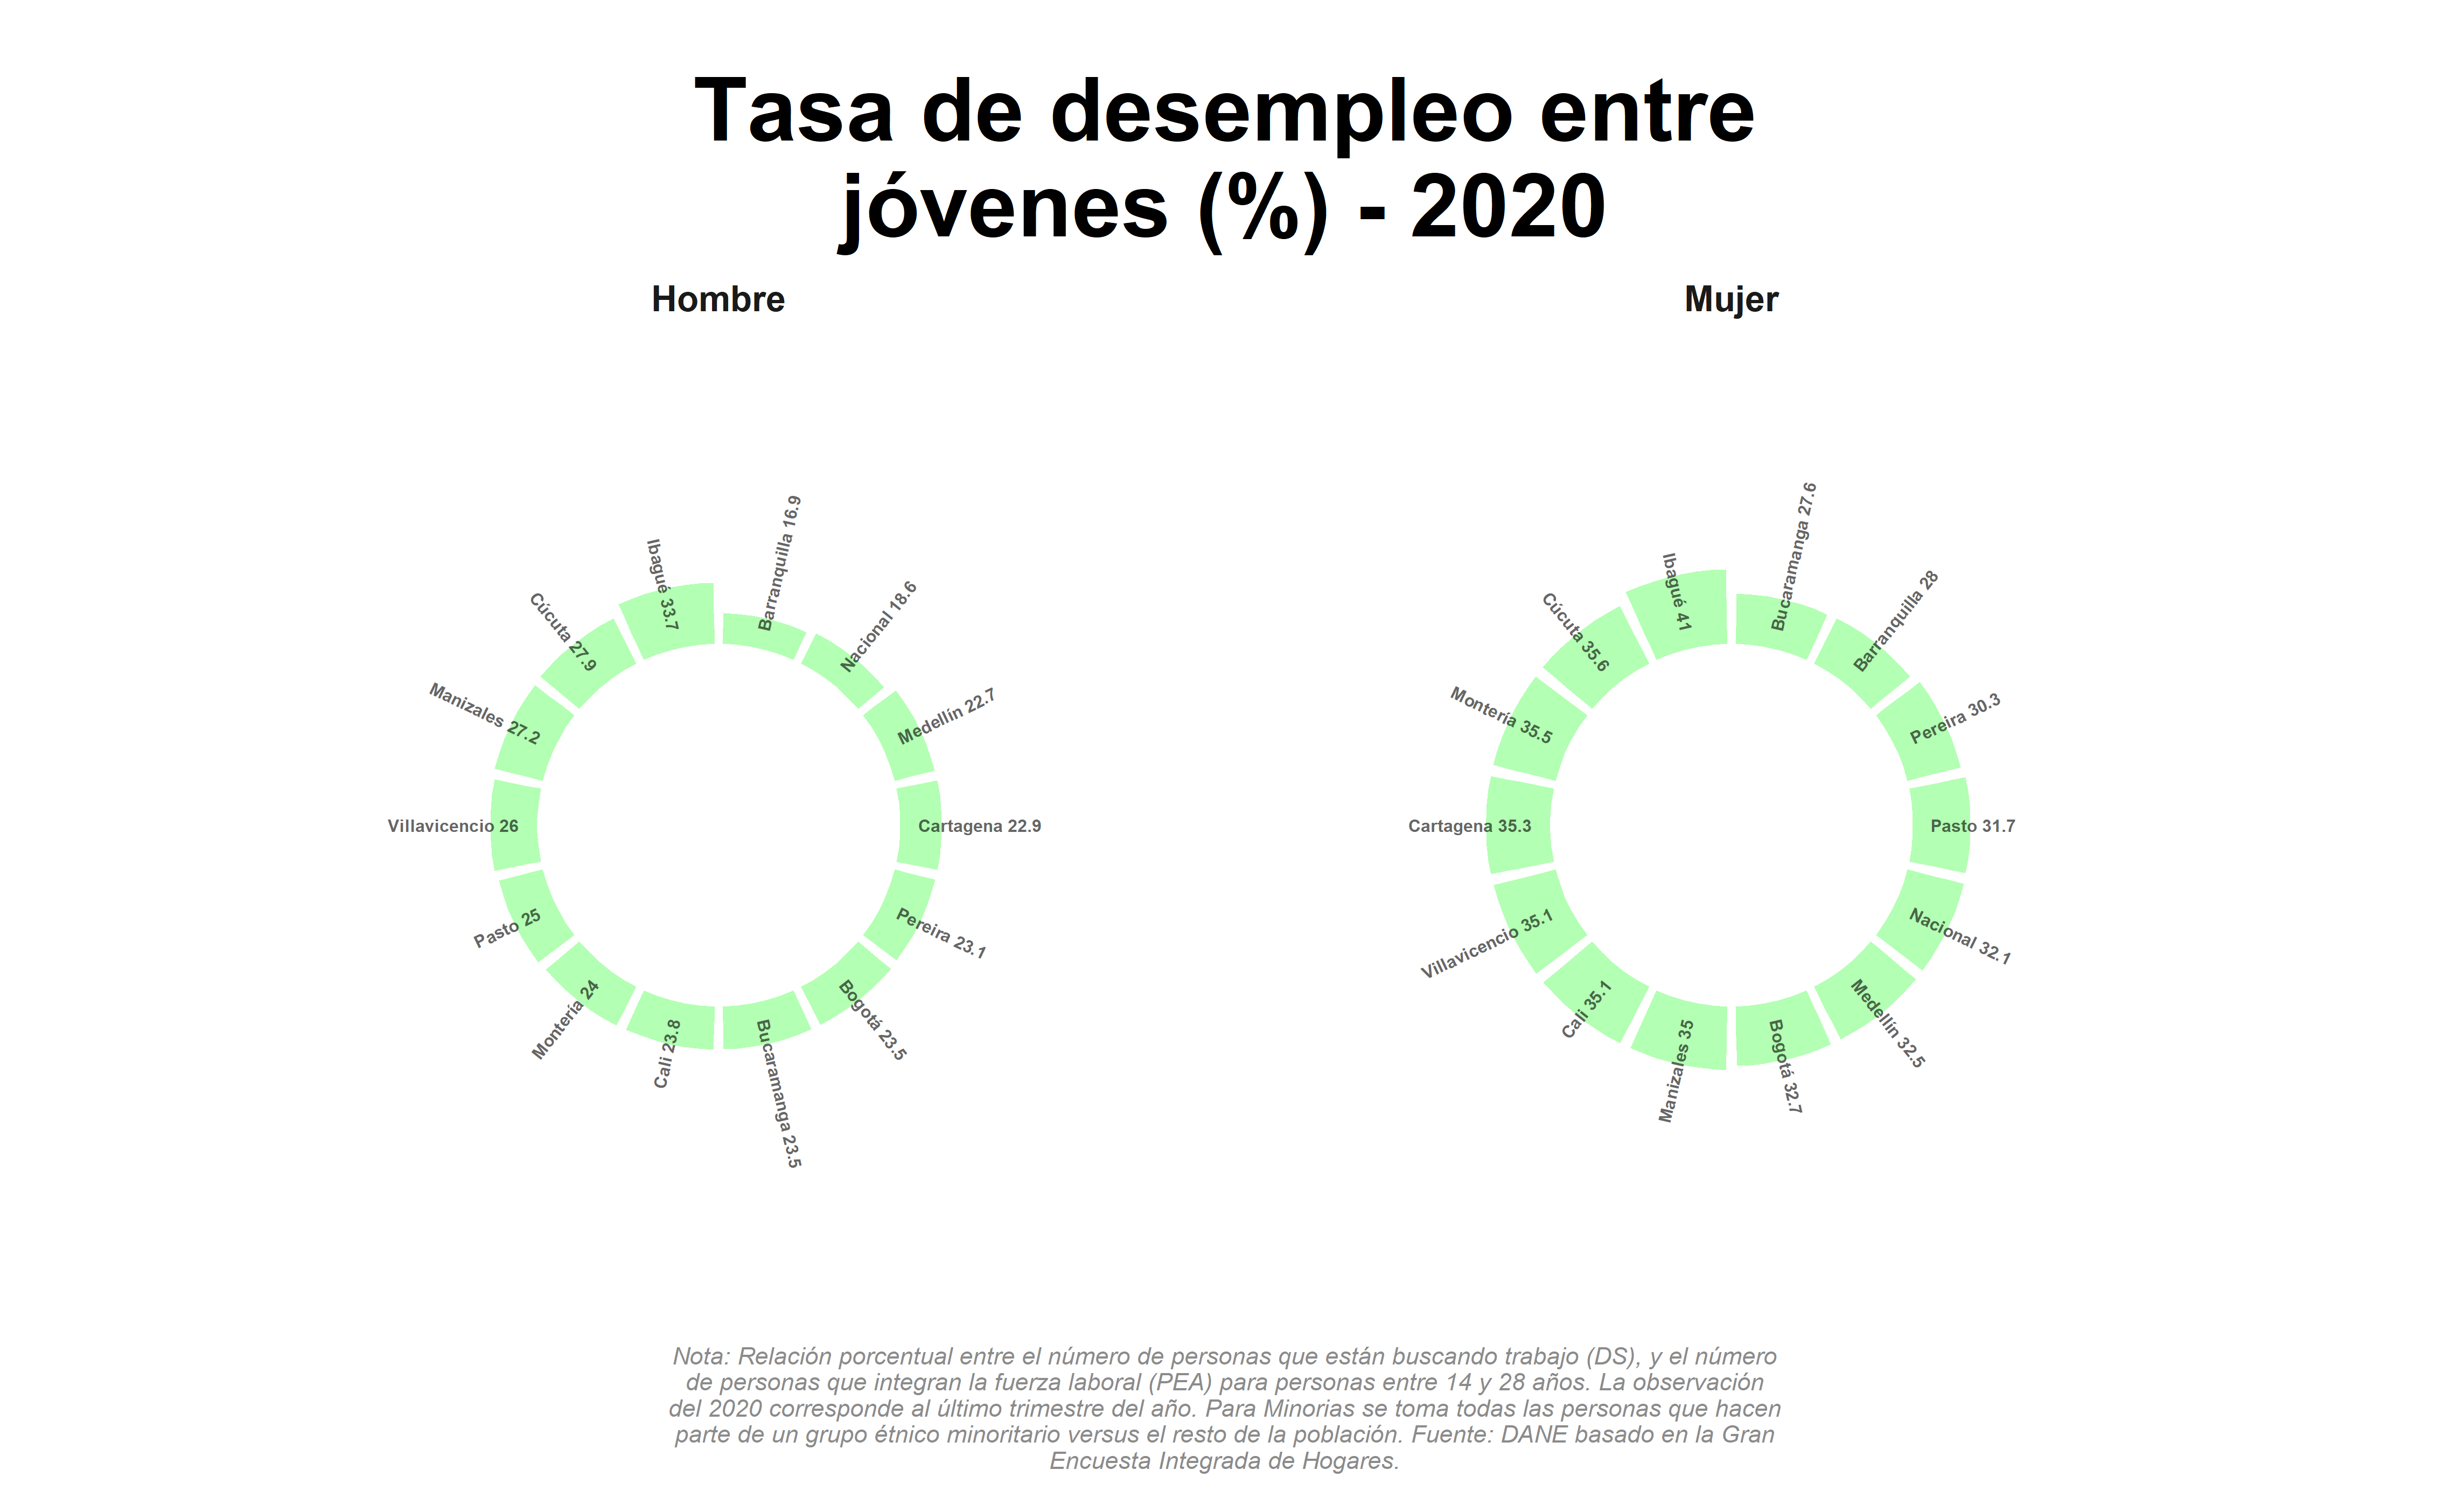 Tasa de desempleo entre
jóvenes (%) - 2020
Hombre
Barranquilla 16.9
Nacional 18.6
Medellín 22.7
Cartagena 22.9
Pereira 23.1
Bogotá 23.5
Bucaramanga 23.5
Cali 23.8
Montería 24
Pasto 25
Villavicencio 26
Manizales 27.2
Cúcuta 27.9
Ibagué 33.7
Mujer
Bucaramanga 27.6
Barranquilla 28
Pereira 30.3
Pasto 31.7
Nacional 32.1
Medellín 32.5
Bogotá 32.7
Manizales 35
Cali 35.1
Villavicencio 35.1
Cartagena 35.3
Montería 35.5
Cúcuta 35.6
Ibagué 41
Nota: Relación porcentual entre el número de personas que están buscando trabajo (DS), y el número
de personas que integran la fuerza laboral (PEA) para personas entre 14 y 28 años. La observación
del 2020 corresponde al último trimestre del año. Para Minorias se toma todas las personas que hacen
parte de un grupo étnico minoritario versus el resto de la población. Fuente: DANE basado en la Gran
Encuesta Integrada de Hogares.